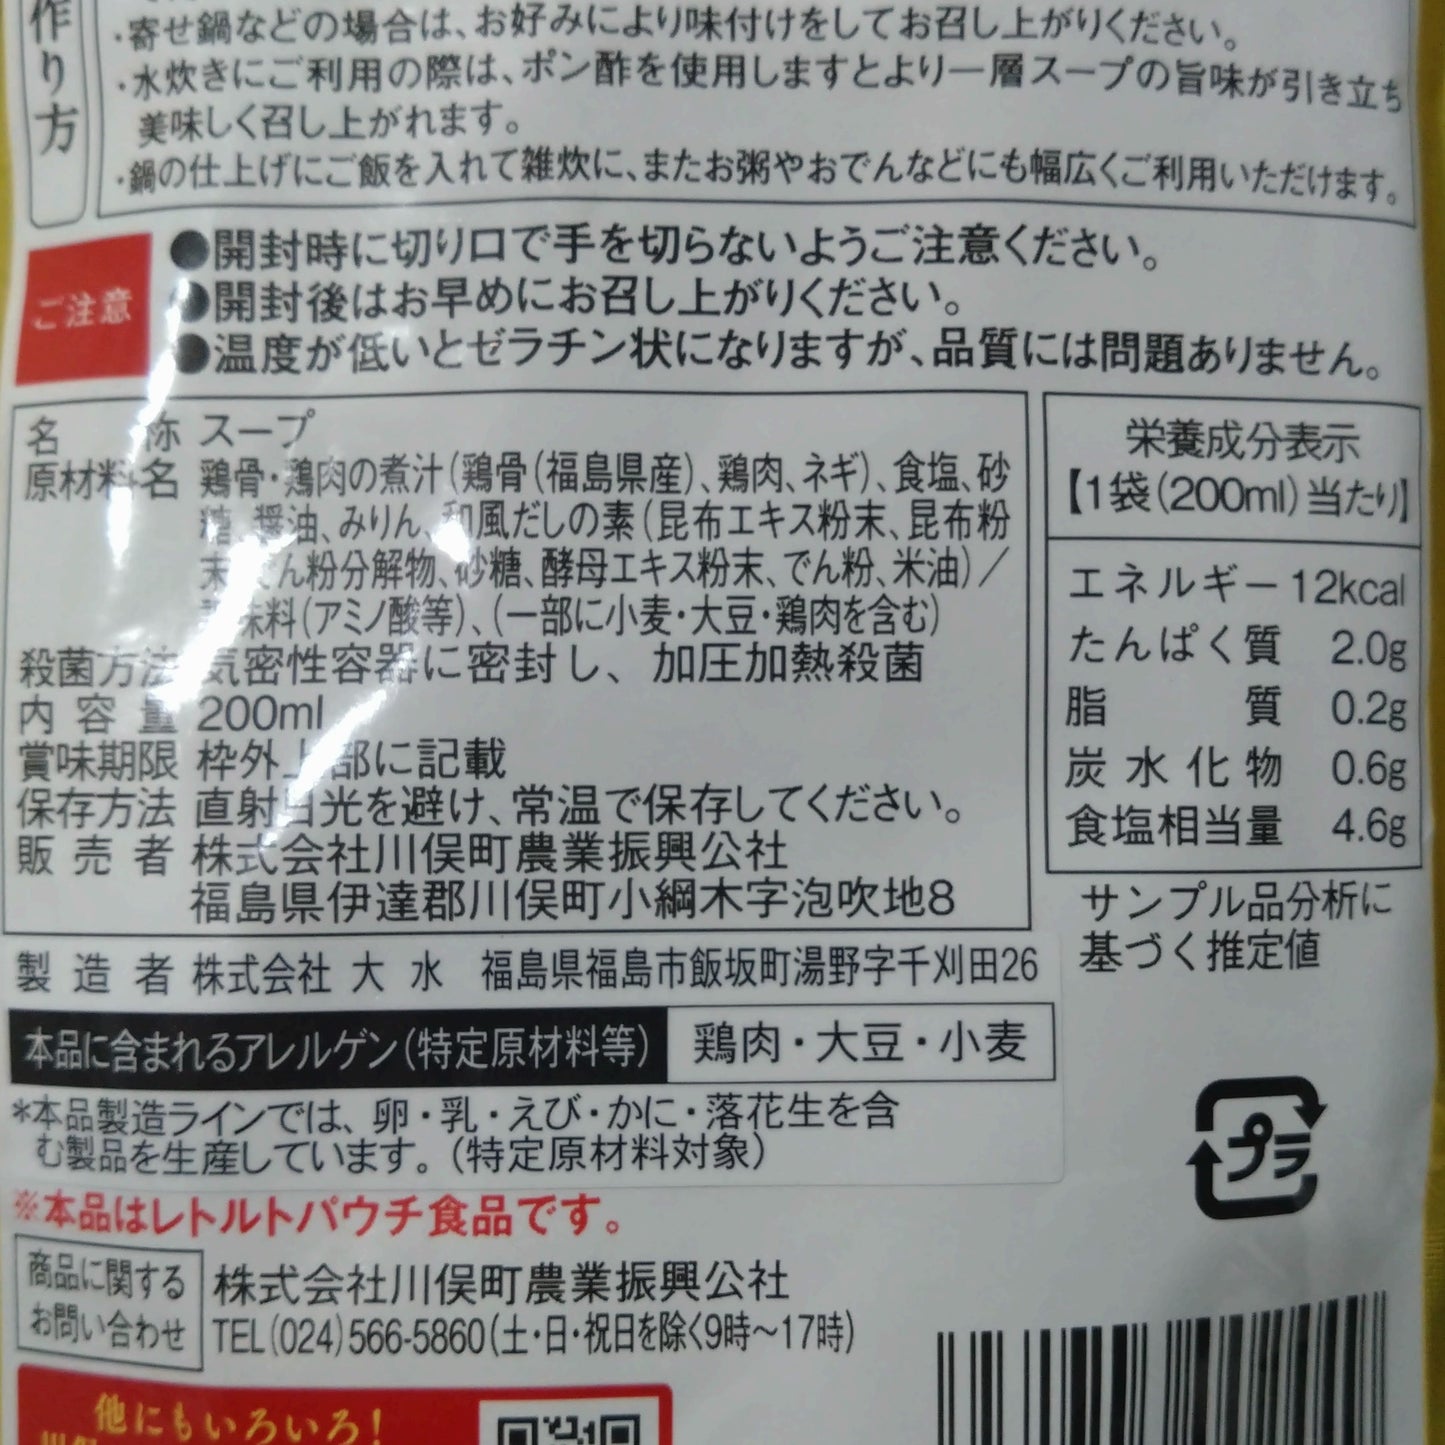 作り方
・寄せ鍋などの場合は、お好みにより味付けをしてお召し上がりください。
・水炊きにご利用の際は、ポン酢を使用しますとより一層スープの旨味が引き立ち
美味しく召し上がれます。
・鍋の仕上げにご飯を入れて雑炊に、またお粥やおでんなどにも幅広くご利用いただけます。
ご注意
●開封時に切り口で手を切らないようご注意ください。
●開封後はお早めにお召し上がりください。
●温度が低いとゼラチン状になりますが、品質には問題ありません。
名称 スープ
原材料名 鶏骨・鶏肉の煮汁(鶏骨(福島県産)、鶏肉、ネギ)、食塩、砂
糖、醤油、みりん、和風だしの素(昆布エキス粉末、昆布粉
末、でん粉分解物、砂糖、酵母エキス粉末、でん粉、米油)/
調味料(アミノ酸等)、(一部に小麦・大豆・鶏肉を含む)
殺菌方法 気密性容器に密封し、加圧加熱殺菌
内容量 200ml
賞味期限 枠外上部に記載
保存方法 直射日光を避け、常温で保存してください。
販売者 株式会社川俣町農業振興公社
福島県伊達郡川俣町小綱木字泡吹地8
栄養成分表示
【1袋(200ml)当たり】
エネルギー 12kcal
たんぱく質 2.0g
脂質 0.2g
炭水化物 0.6g
食塩相当量 4.6g
サンプル品分析に
基づく推定値
製造者 株式会社 大水 福島県福島市飯坂町湯野字千刈田26
本品に含まれるアレルゲン(特定原材料等) 鶏肉・大豆・小麦
*本品製造ラインでは、卵・乳・えび・かに・落花生を含
む製品を生産しています。(特定原材料対象)
プラ
※本品はレトルトパウチ食品です。
商品に関する
お問い合わせ
株式会社川俣町農業振興公社
TEL(024)566-5860(土・日・祝日を除く9時～17時)
他にもいろいろ!